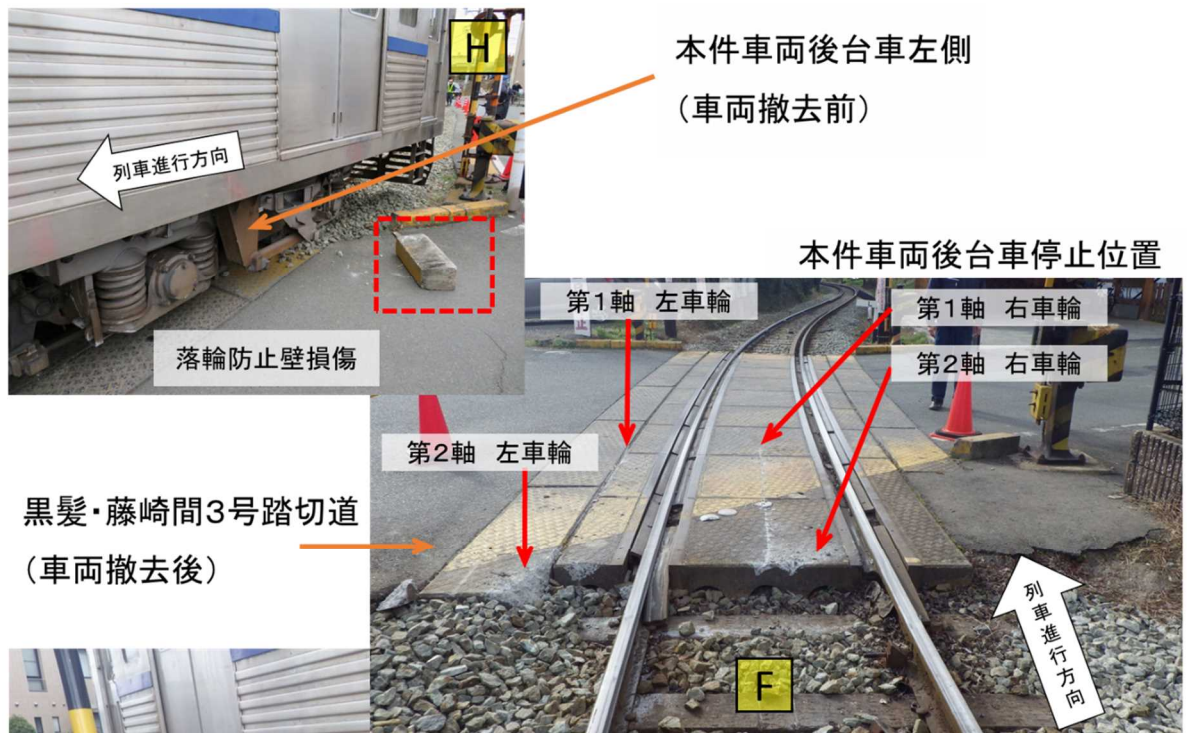 H
本件車両後台車左側
(車両撤去前)
列車進行方向
落輪防止壁損傷
本件車両後台車停止位置
第1軸 左車輪
第1軸 右車輪
第2軸 右車輪
第2軸 左車輪
黒髪・藤崎間3号踏切道
(車両撤去後)
列車進行方向
F